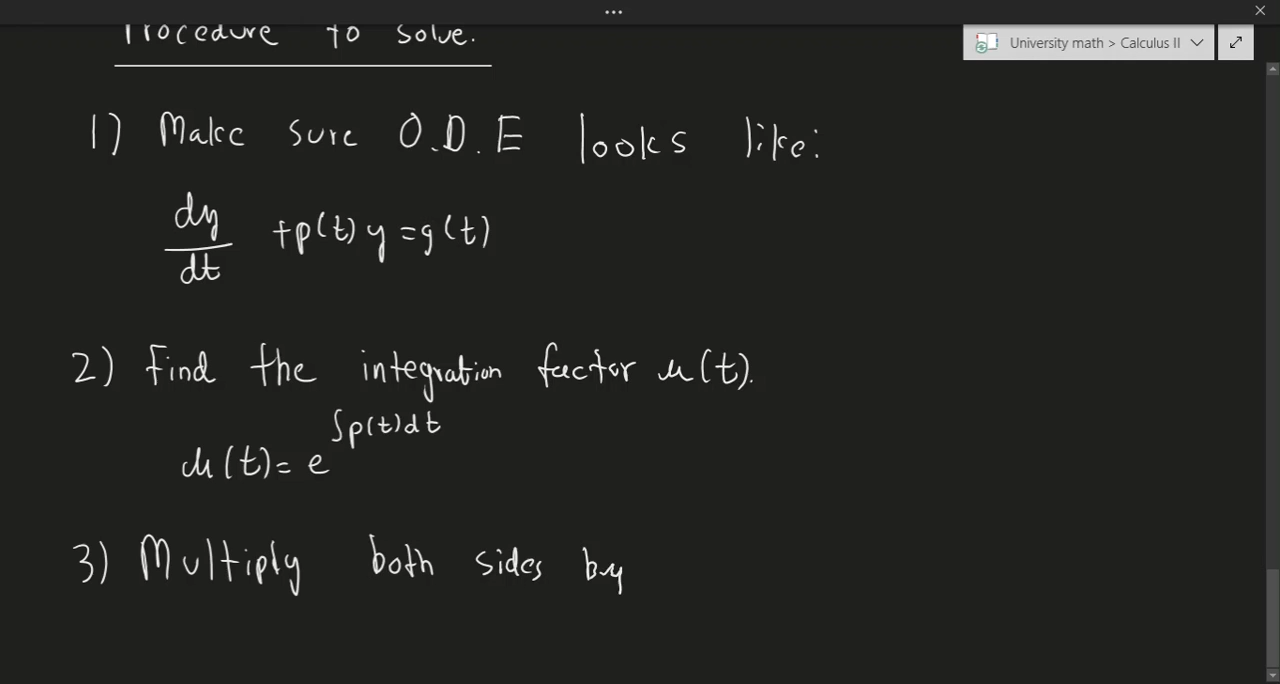 ...
University math > Calculus II
Procedure to solve.
1) Make sure O.D.E looks like:
dy/dt +p(t)y=g(t)
2) Find the integration factor μ(t).
μ(t)= e^∫p(t)dt
3) Multiply both sides by